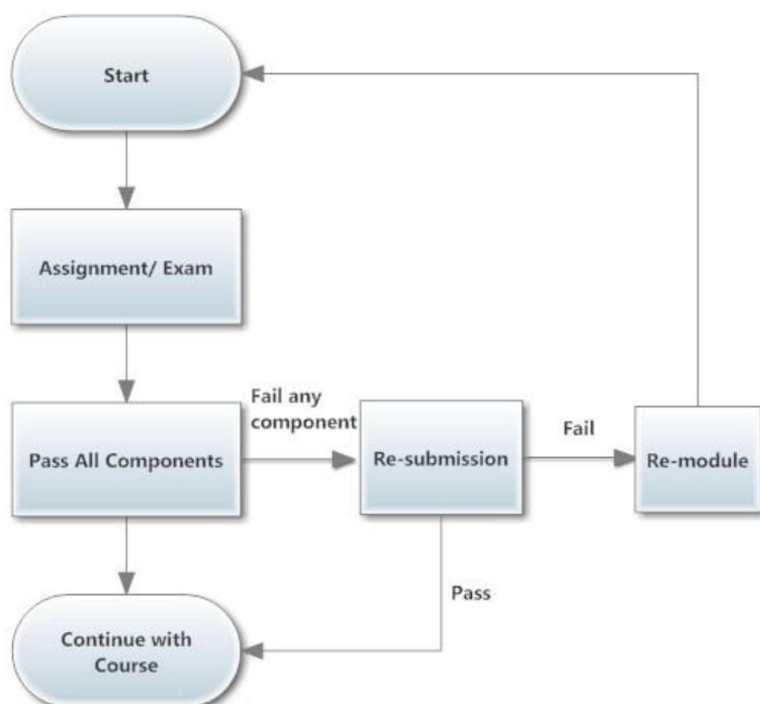 Start
Assignment/ Exam
Fail any
component
Pass All Components
Re-submission
Fail
Re-module
Pass
Continue with
Course